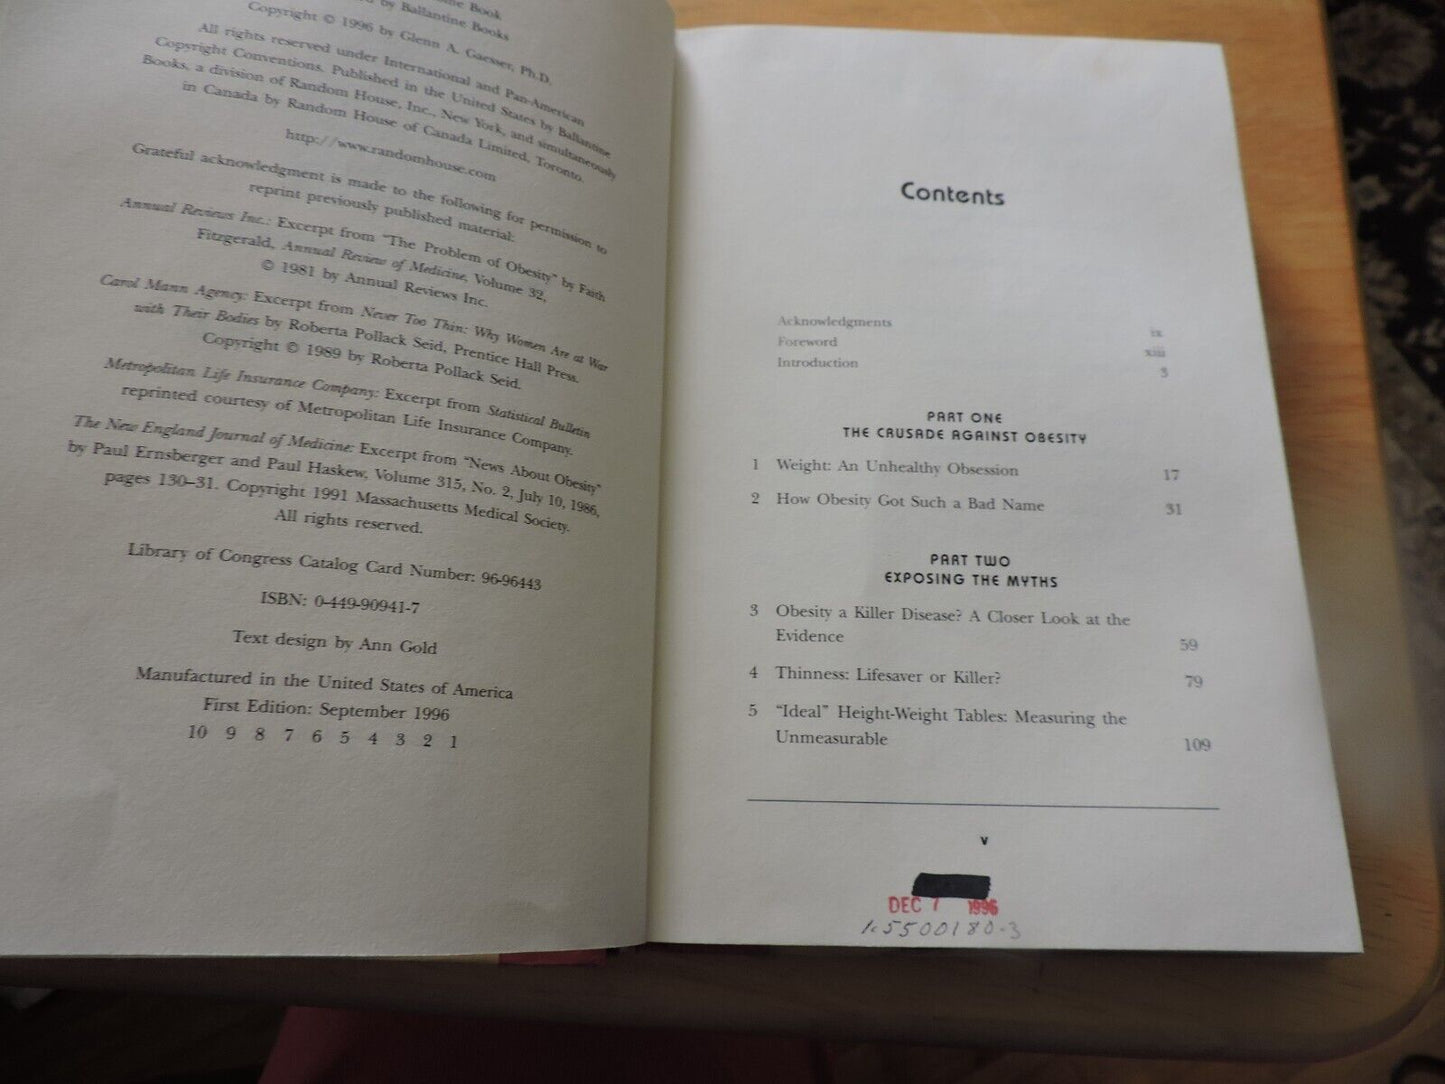 me Book
by Ballantine Books
Copyright © 1996 by Glenn A. Gaesser, Ph.D.
All rights reserved under International and Pan-American
Copyright Conventions. Published in the United States by Ballantine
Books, a division of Random House, Inc., New York, and simultaneously
in Canada by Random House of Canada Limited, Toronto.
http://www.randomhouse.com
Grateful acknowledgment is made to the following for permission to
reprint previously published material:
Annual Reviews Inc.: Excerpt from "The Problem of Obesity" by Faith
Fitzgerald, Annual Review of Medicine, Volume 32,
© 1981 by Annual Reviews Inc.
Carol Mann Agency: Excerpt from Never Too Thin: Why Women Are at War
with Their Bodies by Roberta Pollack Seid, Prentice Hall Press.
Copyright © 1989 by Roberta Pollack Seid.
Metropolitan Life Insurance Company: Excerpt from Statistical Bulletin
reprinted courtesy of Metropolitan Life Insurance Company.
The New England Journal of Medicine: Excerpt from "News About Obesity"
by Paul Ernsberger and Paul Haskew, Volume 315, No. 2, July 10, 1986,
pages 130–31. Copyright 1991 Massachusetts Medical Society.
All rights reserved.
Library of Congress Catalog Card Number: 96-96443
ISBN: 0-449-90941-7
Text design by Ann Gold
Manufactured in the United States of America
First Edition: September 1996
10 9 8 7 6 5 4 3 2 1
Contents
Acknowledgments ix
Foreword xiii
Introduction 3
PART ONE
THE CRUSADE AGAINST OBESITY
1 Weight: An Unhealthy Obsession 17
2 How Obesity Got Such a Bad Name 31
PART TWO
EXPOSING THE MYTHS
3 Obesity a Killer Disease? A Closer Look at the
Evidence 59
4 Thinness: Lifesaver or Killer? 79
5 "Ideal" Height-Weight Tables: Measuring the
Unmeasurable 109
v
DEC 7 1996
5500180-3